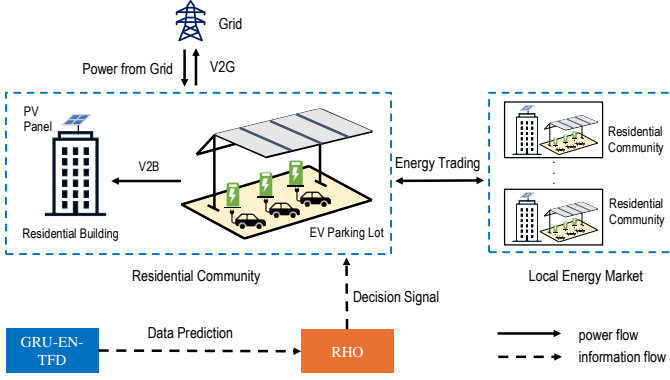 Grid
Power from Grid
V2G
PV
Panel
V2B
Residential Building
EV Parking Lot
Energy Trading
Residential
Community
Residential
Community
Residential Community
Local Energy Market
Decision Signal
GRU-EN-
TFD
Data Prediction
RHO
power flow
information flow